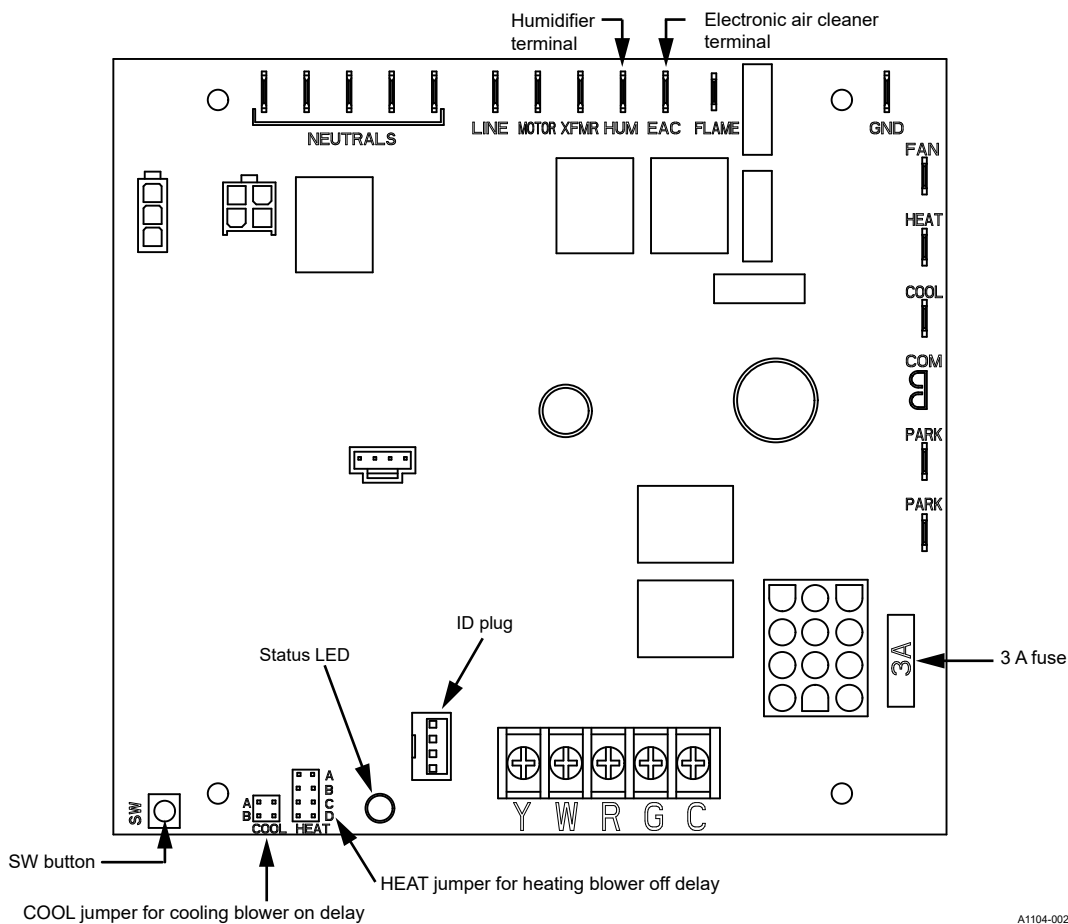 Humidifier
terminal
Electronic air cleaner
terminal
NEUTRALS
LINE MOTOR XFMR HUM EAC FLAME
GND
FAN
HEAT
COOL
COM
PARK
PARK
ID plug
Status LED
3A
3 A fuse
A
B
C
D
A
B
SW
COOL HEAT
Y W R G C
SW button
HEAT jumper for heating blower off delay
COOL jumper for cooling blower on delay
A1104-002